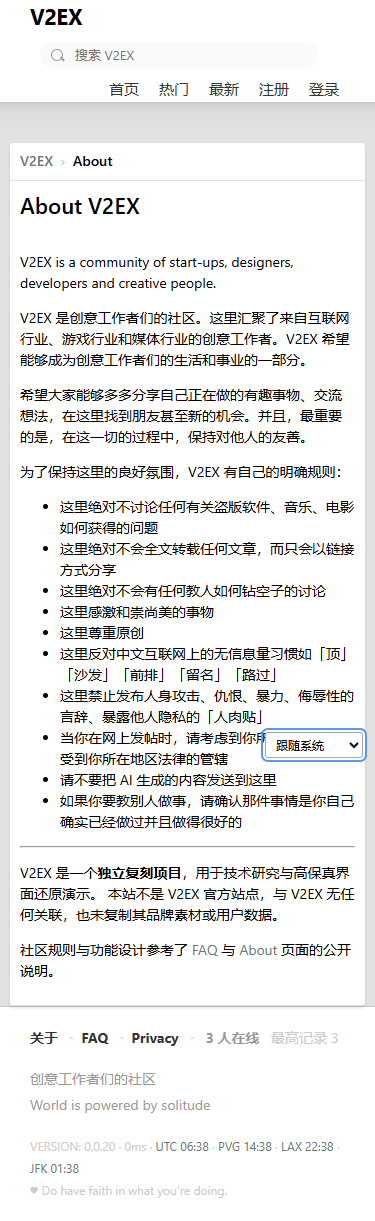 V2EX
搜索 V2EX
首页 热门 最新 注册 登录
V2EX › About
About V2EX
V2EX is a community of start-ups, designers,
developers and creative people.
V2EX 是创意工作者们的社区。这里汇聚了来自互联网
行业、游戏行业和媒体行业的创意工作者。V2EX 希望
能够成为创意工作者们的生活和事业的一部分。
希望大家能够多多分享自己正在做的有趣事物、交流
想法，在这里找到朋友甚至新的机会。并且，最重要
的是，在这一切的过程中，保持对他人的友善。
为了保持这里的良好氛围，V2EX 有自己的明确规则：
• 这里绝对不讨论任何有关盗版软件、音乐、电影
如何获得的问题
• 这里绝对不会全文转载任何文章，而只会以链接
方式分享
• 这里绝对不会有任何教人如何钻空子的讨论
• 这里感激和崇尚美的事物
• 这里尊重原创
• 这里反对中文互联网上的无信息量习惯如「顶」
「沙发」「前排」「留名」「路过」
• 这里禁止发布人身攻击、仇恨、暴力、侮辱性的
言辞、暴露他人隐私的「人肉贴」
• 当你在网上发帖时，请考虑到你
跟随系统
受到你所在地区法律的管辖
• 请不要把 AI 生成的内容发送到这里
• 如果你要教别人做事，请确认那件事情是你自己
确实已经做过并且做得很好的
V2EX 是一个独立复刻项目，用于技术研究与高保真界
面还原演示。 本站不是 V2EX 官方站点，与 V2EX 无任
何关联，也未复制其品牌素材或用户数据。
社区规则与功能设计参考了 FAQ 与 About 页面的公开
说明。
关于 · FAQ · Privacy · 3 人在线 最高记录 3
创意工作者们的社区
World is powered by solitude
VERSION: 0.0.20 · 0ms · UTC 06:38 · PVG 14:38 · LAX 22:38 ·
JFK 01:38
♥ Do have faith in what you're doing.